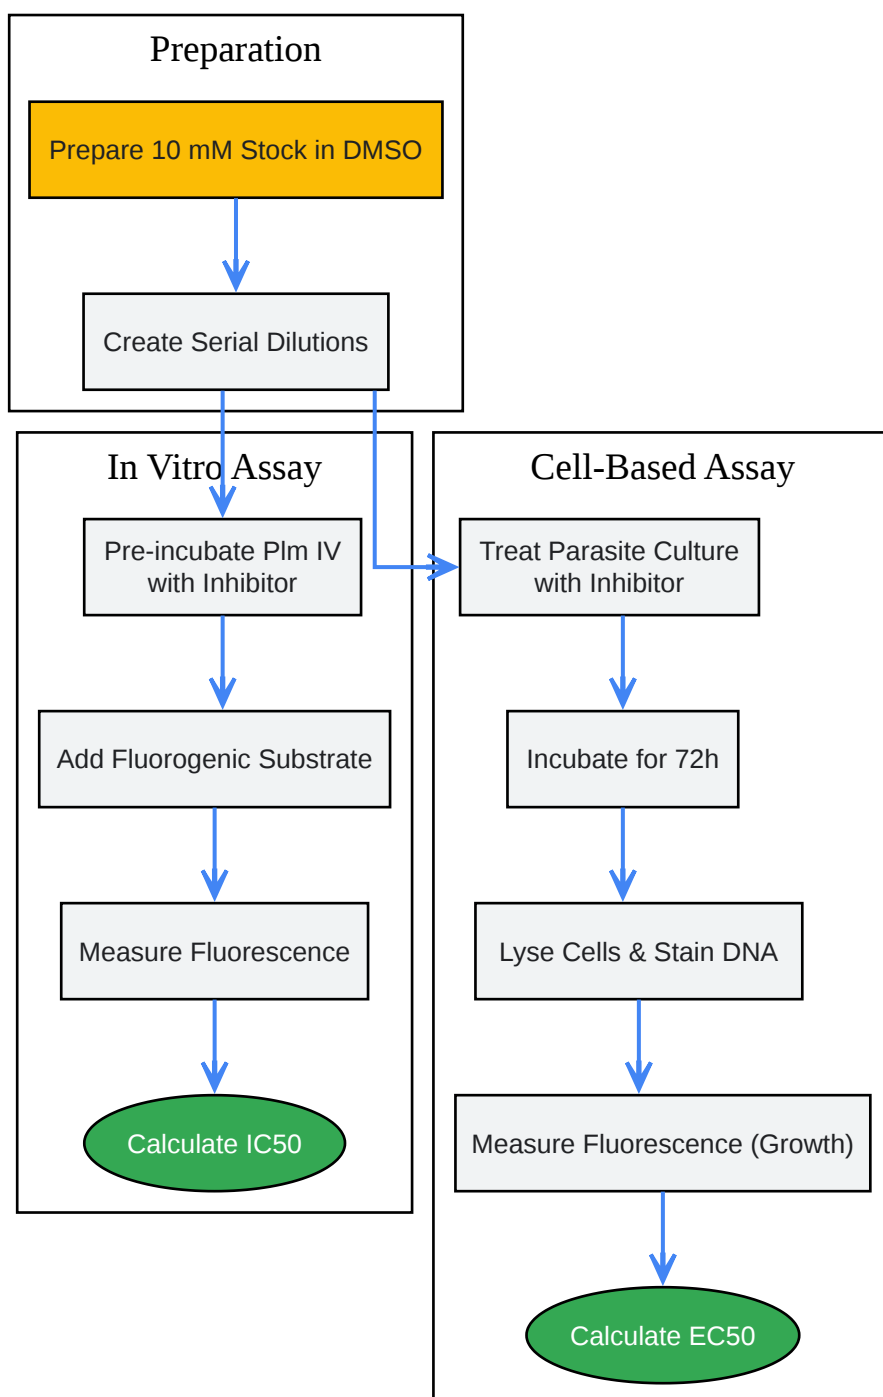 Preparation
Prepare 10 mM Stock in DMSO
Create Serial Dilutions
In Vitro Assay
Pre-incubate Plm IV
with Inhibitor
Add Fluorogenic Substrate
Measure Fluorescence
Calculate IC50
Cell-Based Assay
Treat Parasite Culture
with Inhibitor
Incubate for 72h
Lyse Cells & Stain DNA
Measure Fluorescence (Growth)
Calculate EC50